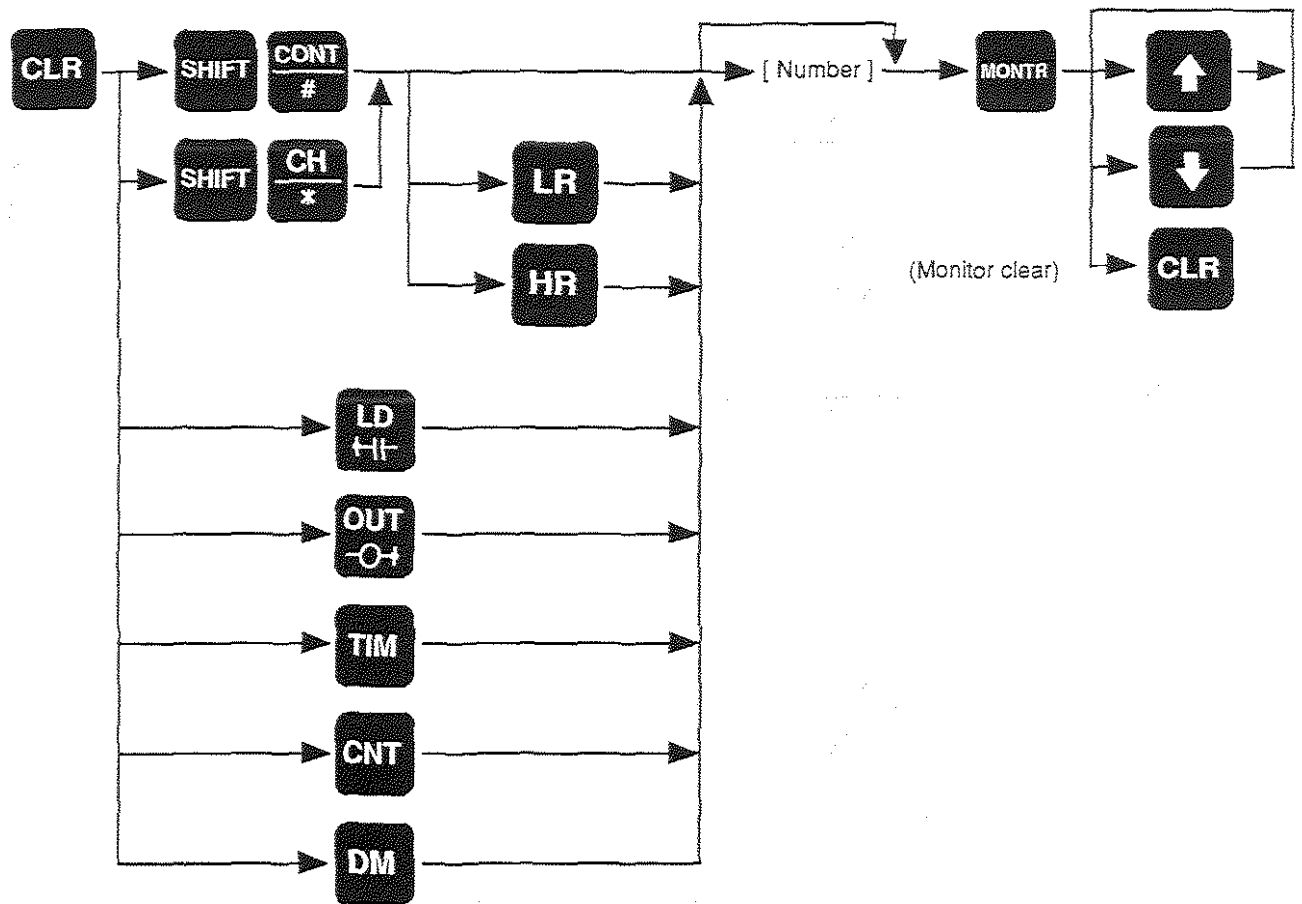 CLR
SHIFT
CONT
#
[ Number ]
MONTR
SHIFT
CH
*
LR
HR
(Monitor clear)
CLR
LD
OUT
TIM
CNT
DM